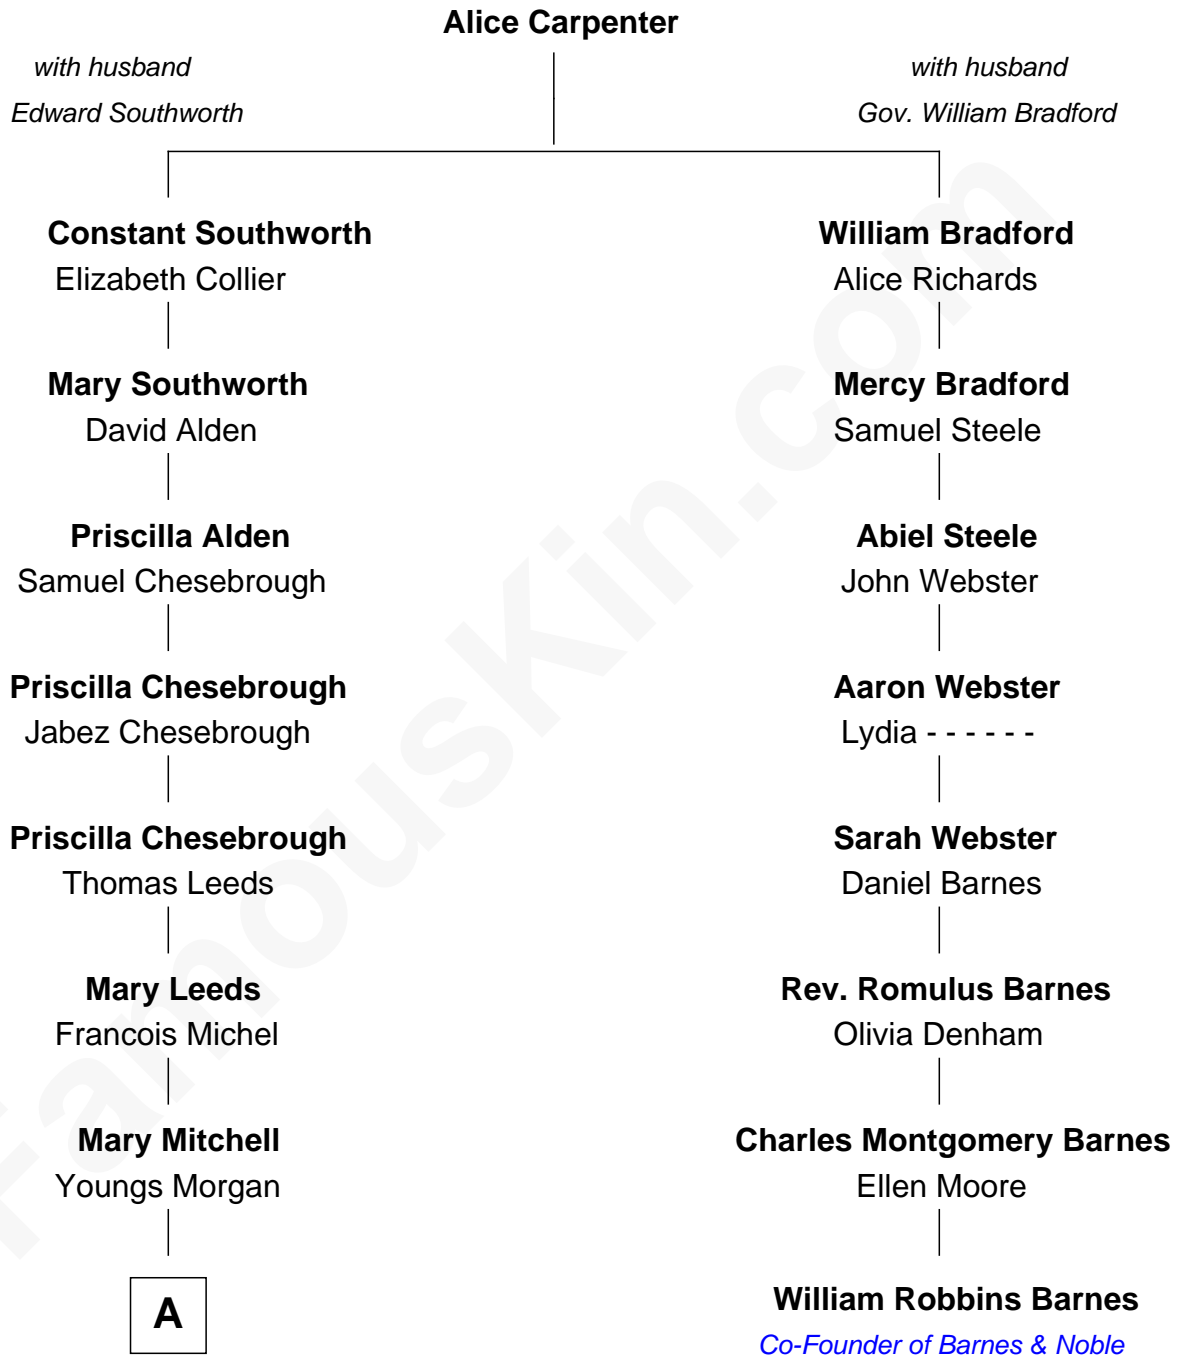 Alice Carpenter
with husband
Edward Southworth
with husband
Gov. William Bradford
Constant Southworth
Elizabeth Collier
William Bradford
Alice Richards
Mary Southworth
David Alden
Mercy Bradford
Samuel Steele
Priscilla Alden
Samuel Chesebrough
Abiel Steele
John Webster
Priscilla Chesebrough
Jabez Chesebrough
Aaron Webster
Lydia - - - - - -
Priscilla Chesebrough
Thomas Leeds
Sarah Webster
Daniel Barnes
Mary Leeds
Francois Michel
Rev. Romulus Barnes
Olivia Denham
Mary Mitchell
Youngs Morgan
Charles Montgomery Barnes
Ellen Moore
A
William Robbins Barnes
Co-Founder of Barnes & Noble
FamousKin.com